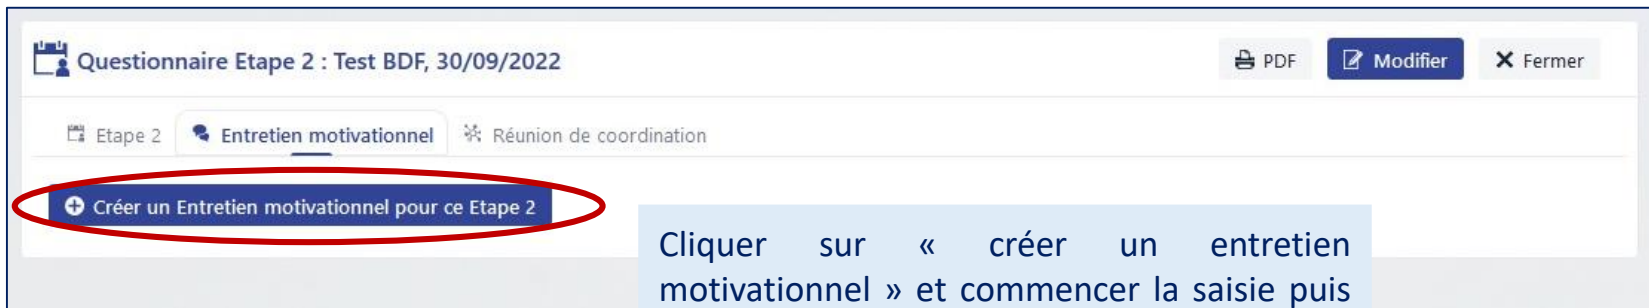 Questionnaire Etape 2 : Test BDF, 30/09/2022
PDF
Modifier
Fermer
Etape 2
Entretien motivationnel
Réunion de coordination
Créer un Entretien motivationnel pour ce Etape 2
Cliquer sur « créer un entretien
motivationnel » et commencer la saisie puis